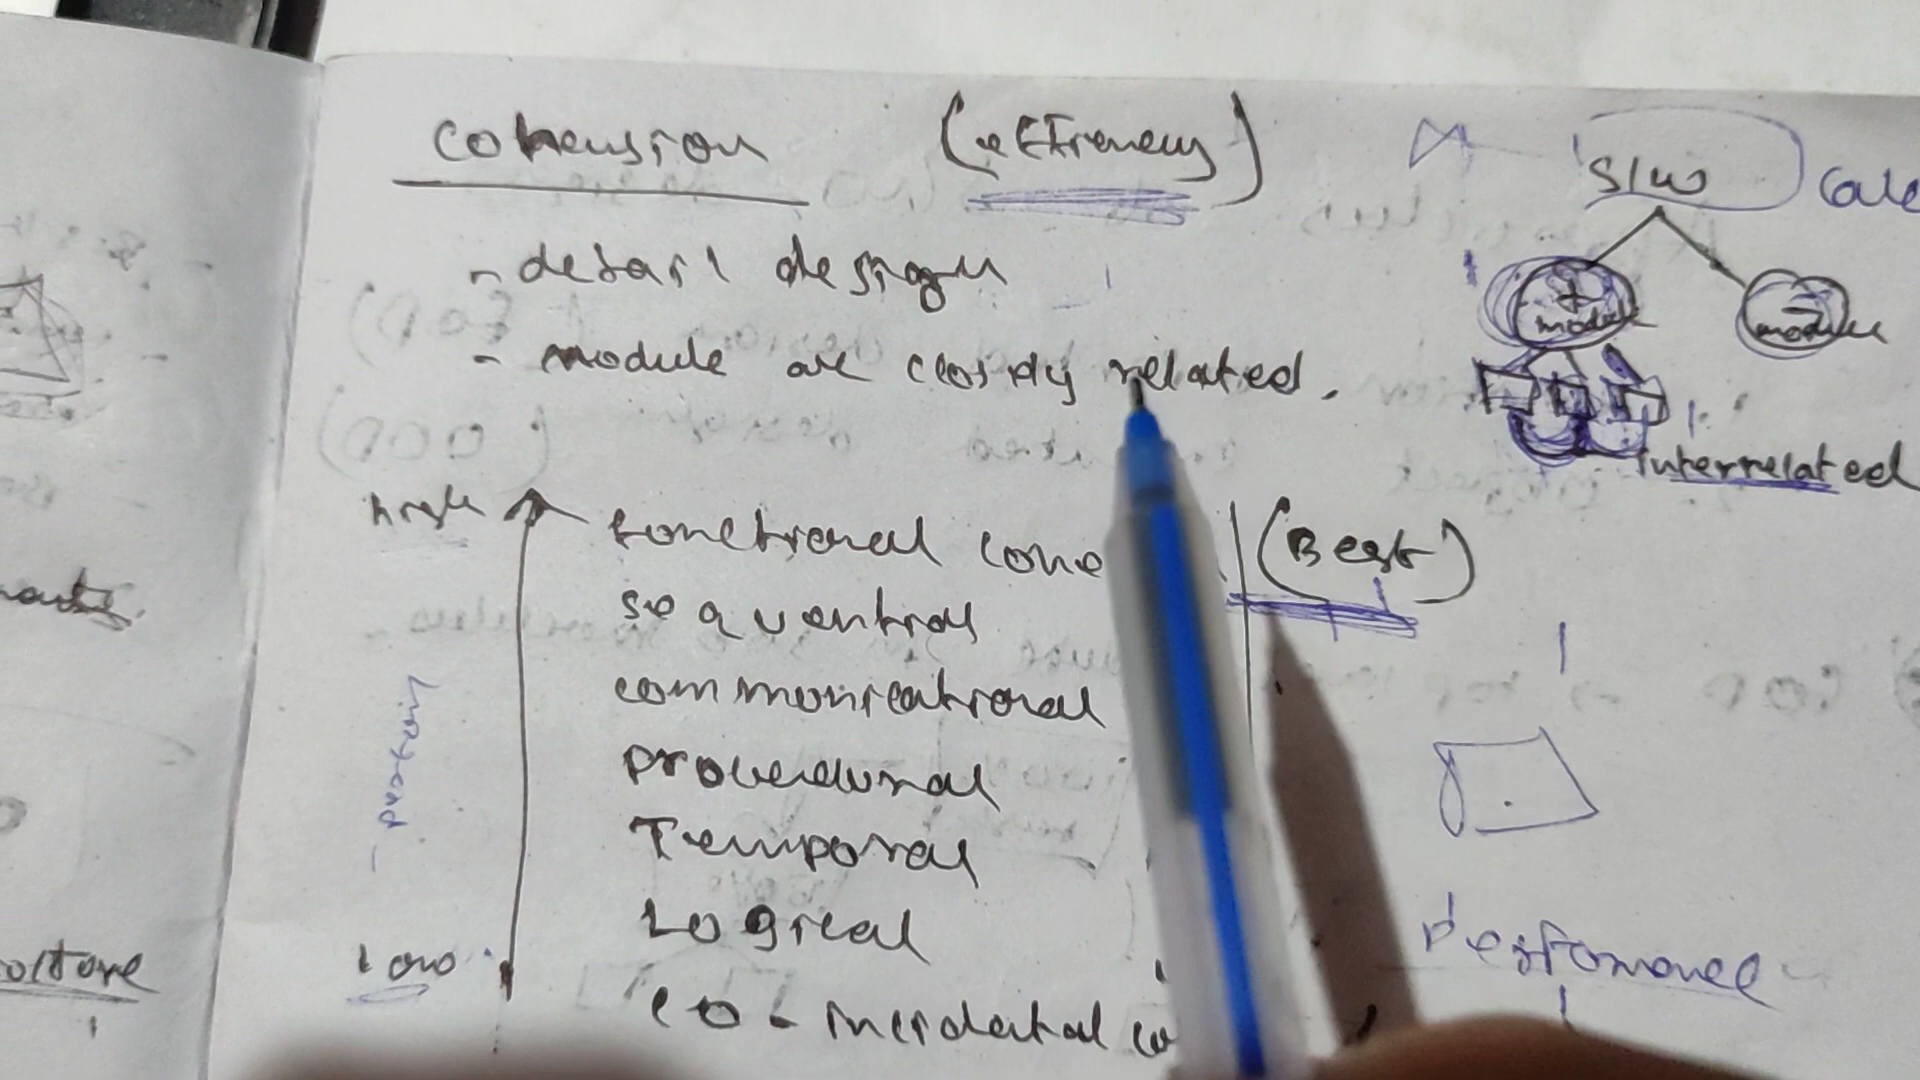 cohension (efficiency)
S/W
- detail design
+ module
- module
- module are closely related.
interrelated
high
functional cohe
(Best)
sequential
communicational
procedural
Temporal
Logical
performance
low
co-incidental co